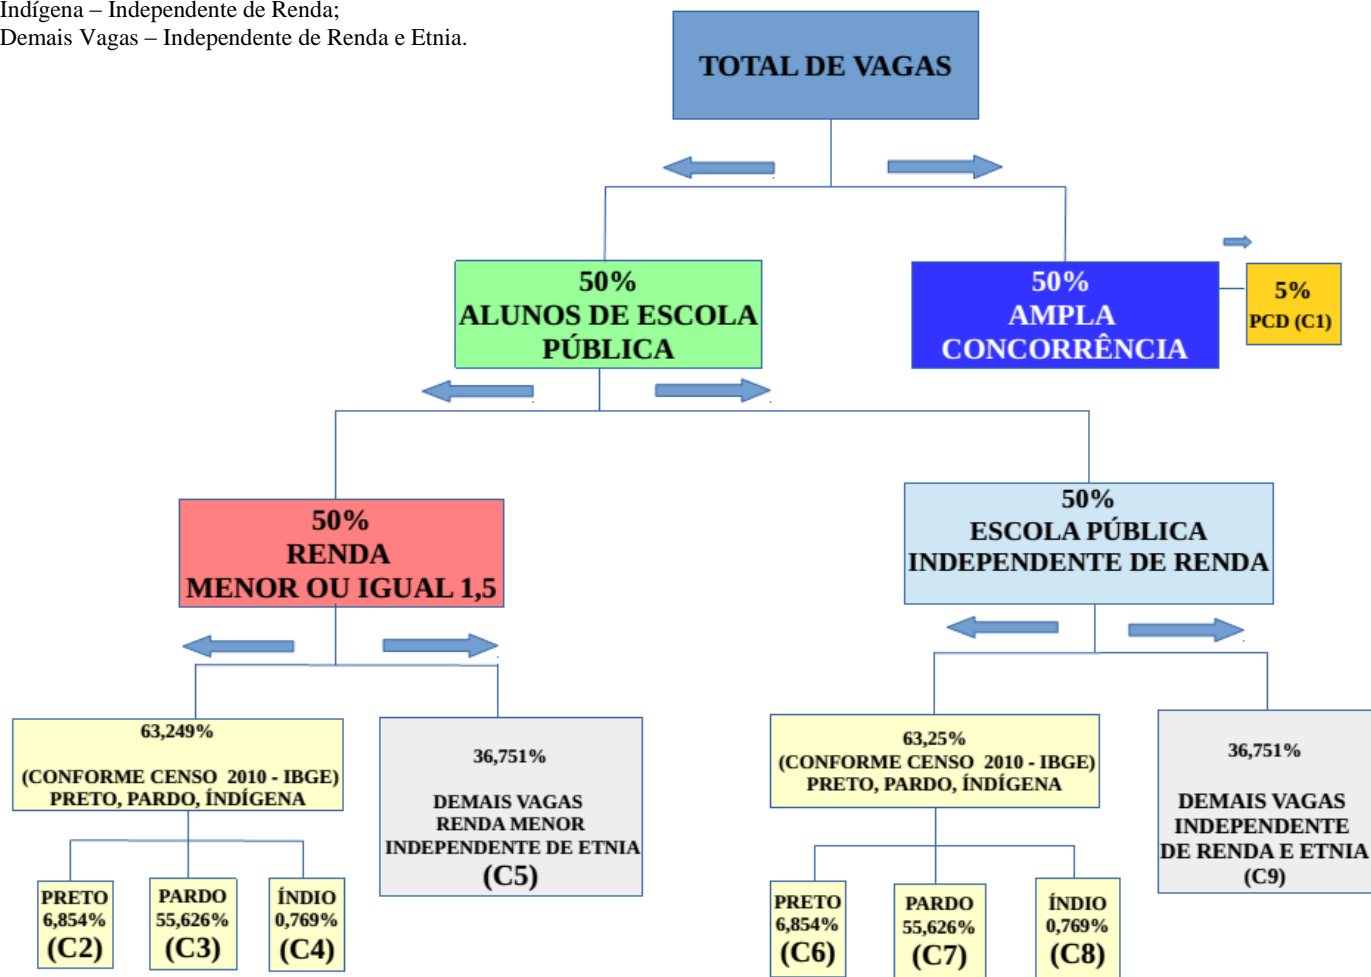 Indígena – Independente de Renda;
Demais Vagas – Independente de Renda e Etnia.
TOTAL DE VAGAS
50%
ALUNOS DE ESCOLA
PÚBLICA
50%
AMPLA
CONCORRÊNCIA
5%
PCD (C1)
50%
RENDA
MENOR OU IGUAL 1,5
50%
ESCOLA PÚBLICA
INDEPENDENTE DE RENDA
63,249%
(CONFORME CENSO 2010 - IBGE)
PRETO, PARDO, ÍNDÍGENA
36,751%
DEMAIS VAGAS
RENDA MENOR
INDEPENDENTE DE ETNIA
(C5)
63,25%
(CONFORME CENSO 2010 - IBGE)
PRETO, PARDO, ÍNDÍGENA
36,751%
DEMAIS VAGAS
INDEPENDENTE
DE RENDA E ETNIA
(C9)
PRETO
6,854%
(C2)
PARDO
55,626%
(C3)
ÍNDIO
0,769%
(C4)
PRETO
6,854%
(C6)
PARDO
55,626%
(C7)
ÍNDIO
0,769%
(C8)